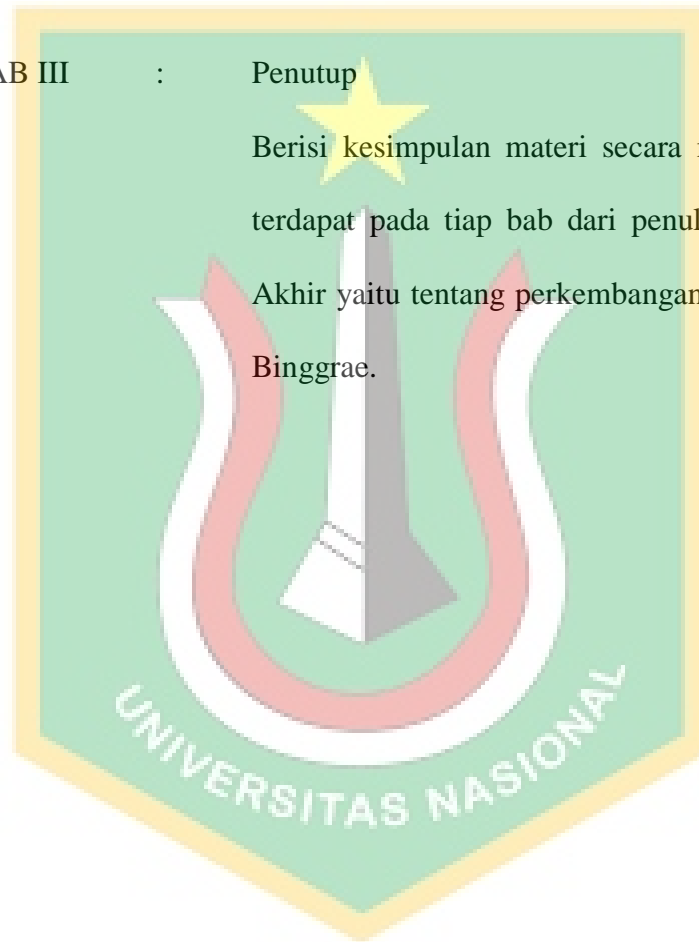 AB III : Penutup
Berisi kesimpulan materi secara
terdapat pada tiap bab dari
Akhir yaitu tentang perkembangan
Binggrae.
UNIVERSITAS NASIONAL